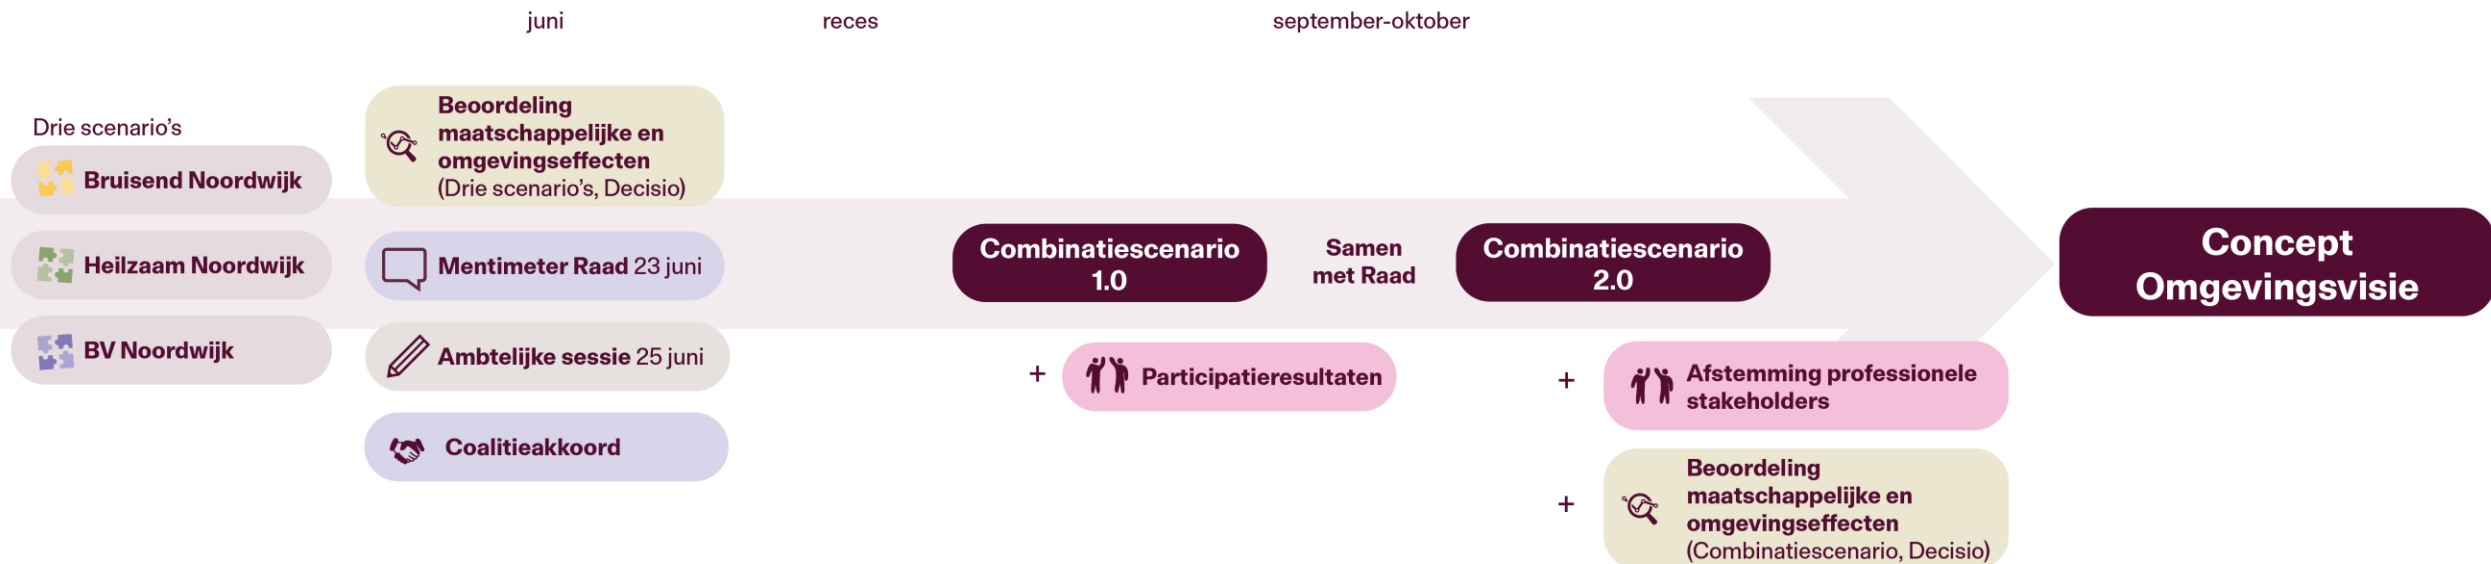 juni
reces
september-oktober
Drie scenario's
Bruisend Noordwijk
Heilzaam Noordwijk
BV Noordwijk
Beoordeling
maatschappelijke en
omgevingseffecten
(Drie scenario's, Decisio)
Mentimeter Raad 23 juni
Ambtelijke sessie 25 juni
Coalitieakkoord
Combinatiescenario
1.0
+ Participatieresultaten
Samen
met Raad
Combinatiescenario
2.0
+ Afstemming professionele
stakeholders
+ Beoordeling
maatschappelijke en
omgevingseffecten
(Combinatiescenario, Decisio)
Concept
Omgevingsvisie